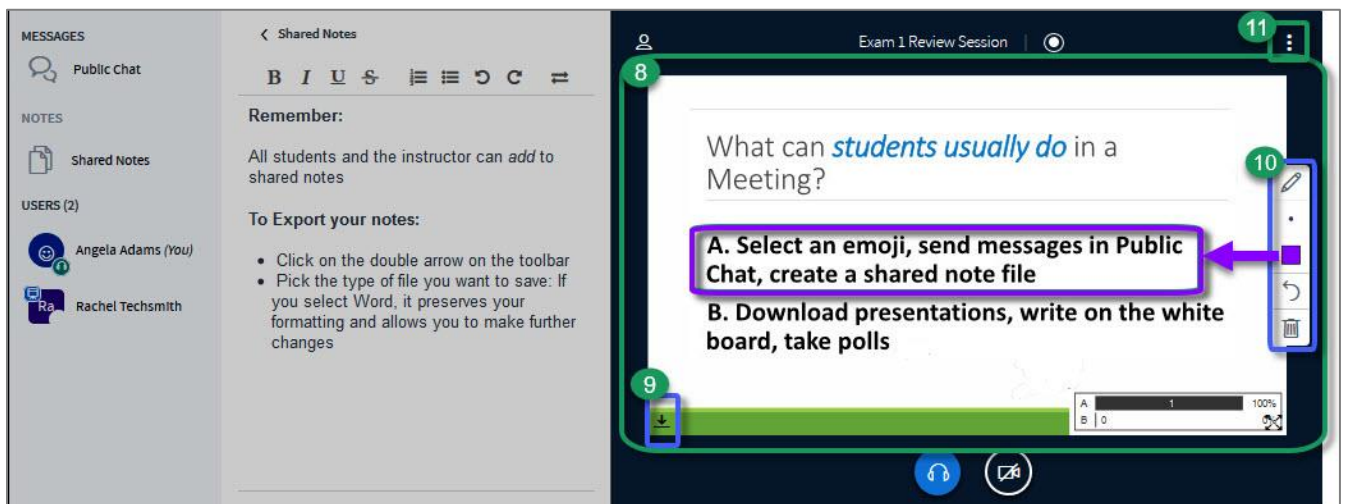 MESSAGES
Public Chat
NOTES
Shared Notes
USERS (2)
Angela Adams (You)
Ra
Rachel Techsmith
Shared Notes
B I U S
Remember:
All students and the instructor can add to
shared notes
To Export your notes:
• Click on the double arrow on the toolbar
• Pick the type of file you want to save: If
you select Word, it preserves your
formatting and allows you to make further
changes
Exam 1 Review Session
11
8
What can students usually do in a
Meeting?
10
A. Select an emoji, send messages in Public
Chat, create a shared note file
B. Download presentations, write on the white
board, take polls
9
A 1 100%
B 0